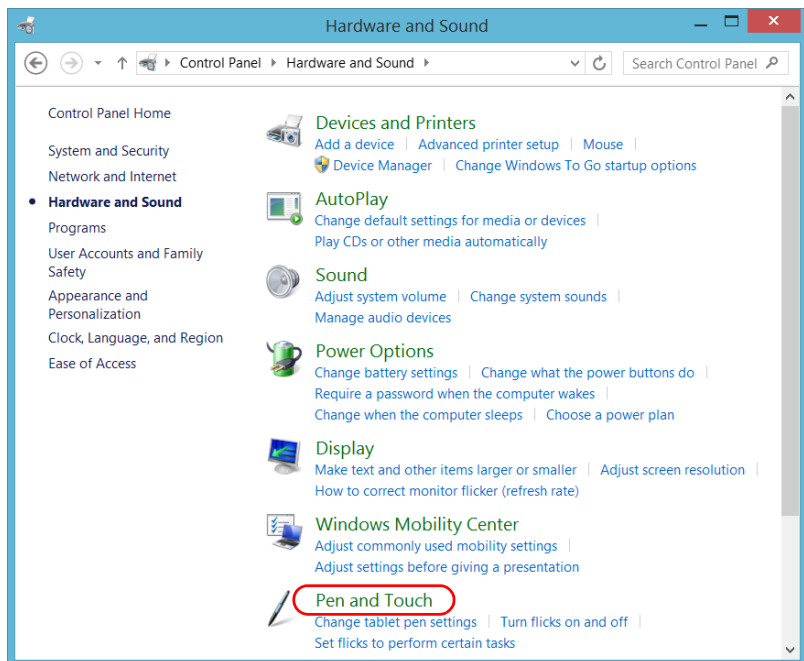 Hardware and Sound
Control Panel Hardware and Sound
Search Control Panel
Control Panel Home
System and Security
Network and Internet
Hardware and Sound
Programs
User Accounts and Family
Safety
Appearance and
Personalization
Clock, Language, and Region
Ease of Access
Devices and Printers
Add a device Advanced printer setup Mouse
Device Manager Change Windows To Go startup options
AutoPlay
Change default settings for media or devices
Play CDs or other media automatically
Sound
Adjust system volume Change system sounds
Manage audio devices
Power Options
Change battery settings Change what the power buttons do
Require a password when the computer wakes
Change when the computer sleeps Choose a power plan
Display
Make text and other items larger or smaller Adjust screen resolution
How to correct monitor flicker (refresh rate)
Windows Mobility Center
Adjust commonly used mobility settings
Adjust settings before giving a presentation
Pen and Touch
Change tablet pen settings Turn flicks on and off
Set flicks to perform certain tasks